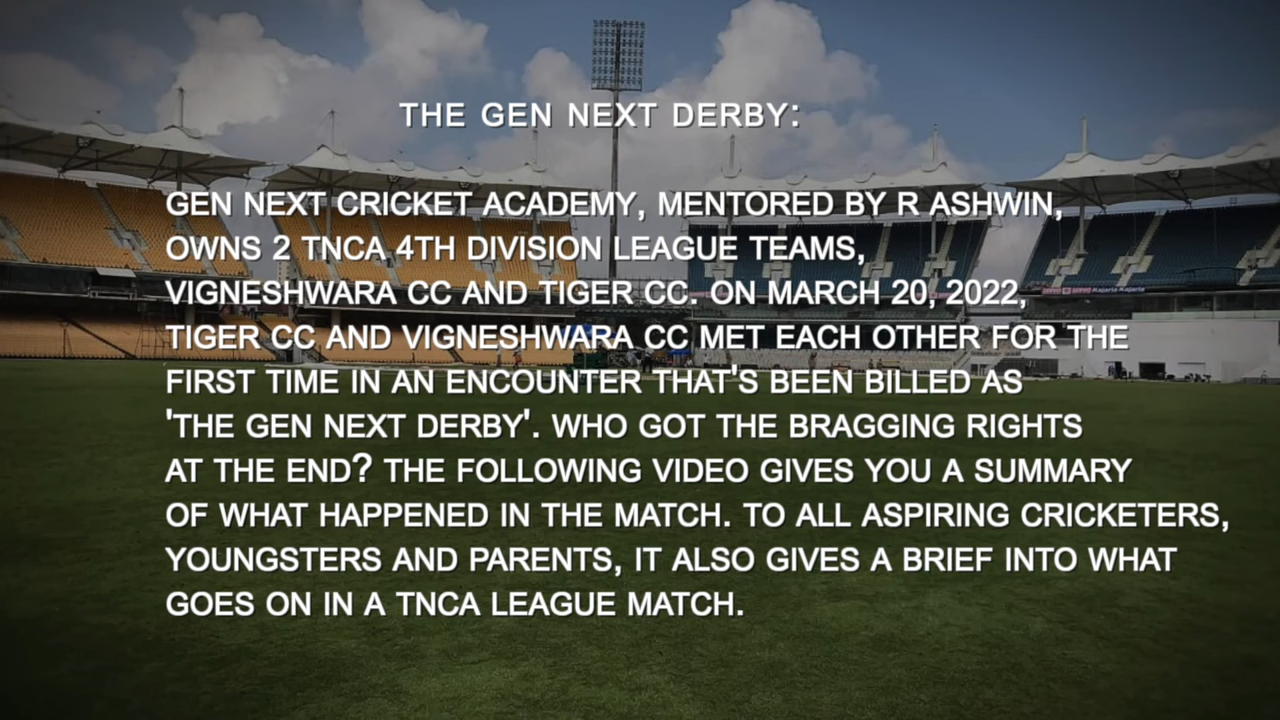 THE GEN NEXT DERBY:
GEN NEXT CRICKET ACADEMY, MENTORED BY R ASHWIN,
OWNS 2 TNCA 4TH DIVISION LEAGUE TEAMS,
VIGNESHWARA CC AND TIGER CC. ON MARCH 20, 2022,
TIGER CC AND VIGNESHWARA CC MET EACH OTHER FOR THE
FIRST TIME IN AN ENCOUNTER THAT'S BEEN BILLED AS
'THE GEN NEXT DERBY'. WHO GOT THE BRAGGING RIGHTS
AT THE END? THE FOLLOWING VIDEO GIVES YOU A SUMMARY
OF WHAT HAPPENED IN THE MATCH. TO ALL ASPIRING CRICKETERS,
YOUNGSTERS AND PARENTS, IT ALSO GIVES A BRIEF INTO WHAT
GOES ON IN A TNCA LEAGUE MATCH.
Kajaria Kajaria